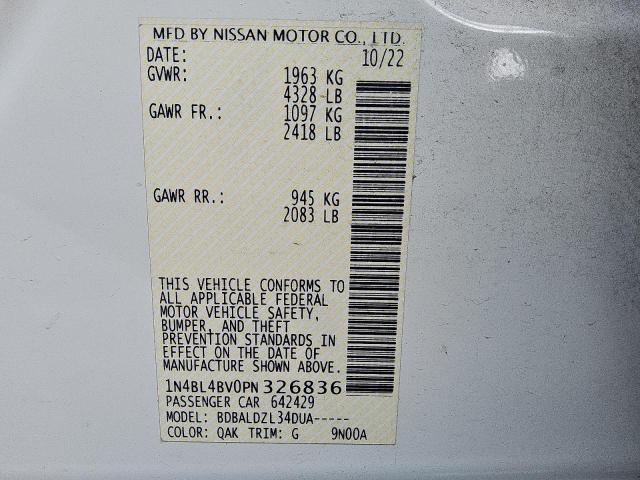 MFD BY NISSAN MOTOR CO., LTD.
DATE: 10/22
GVWR: 1963 KG
4328 LB
GAWR FR.: 1097 KG
2418 LB
GAWR RR.: 945 KG
2083 LB
THIS VEHICLE CONFORMS TO
ALL APPLICABLE FEDERAL
MOTOR VEHICLE SAFETY,
BUMPER, AND THEFT
PREVENTION STANDARDS IN
EFFECT ON THE DATE OF
MANUFACTURE SHOWN ABOVE.
1N4BL4BV0PN326836
PASSENGER CAR 642429
MODEL: BDBALDZL34DUA-----
COLOR: QAK TRIM: G 9N00A